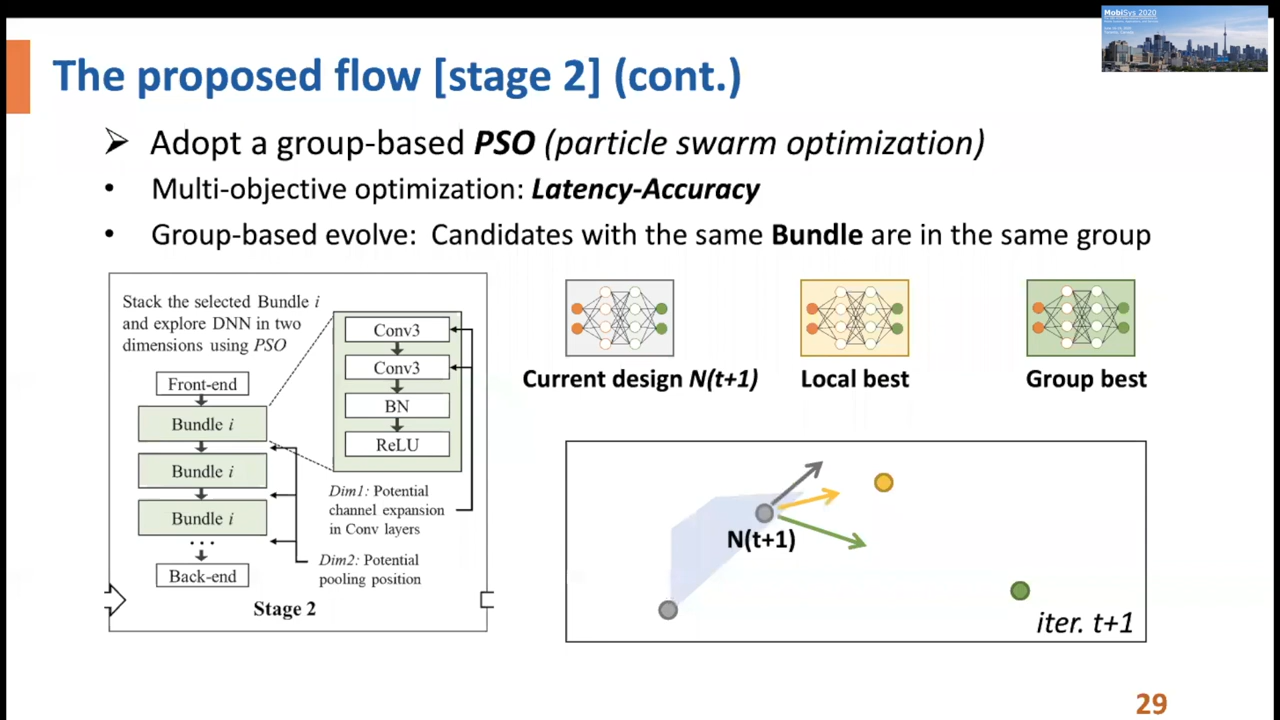 MobiSys 2020
The proposed flow [stage 2] (cont.)
Adopt a group-based PSO (particle swarm optimization)
• Multi-objective optimization: Latency-Accuracy
• Group-based evolve: Candidates with the same Bundle are in the same group
Stack the selected Bundle i
and explore DNN in two
dimensions using PSO
Front-end
Bundle i
Bundle i
Bundle i
...
Back-end
Conv3
Conv3
BN
ReLU
Dim1: Potential
channel expansion
in Conv layers
Dim2: Potential
pooling position
Stage 2
Current design N(t+1)
Local best
Group best
N(t+1)
iter. t+1
29